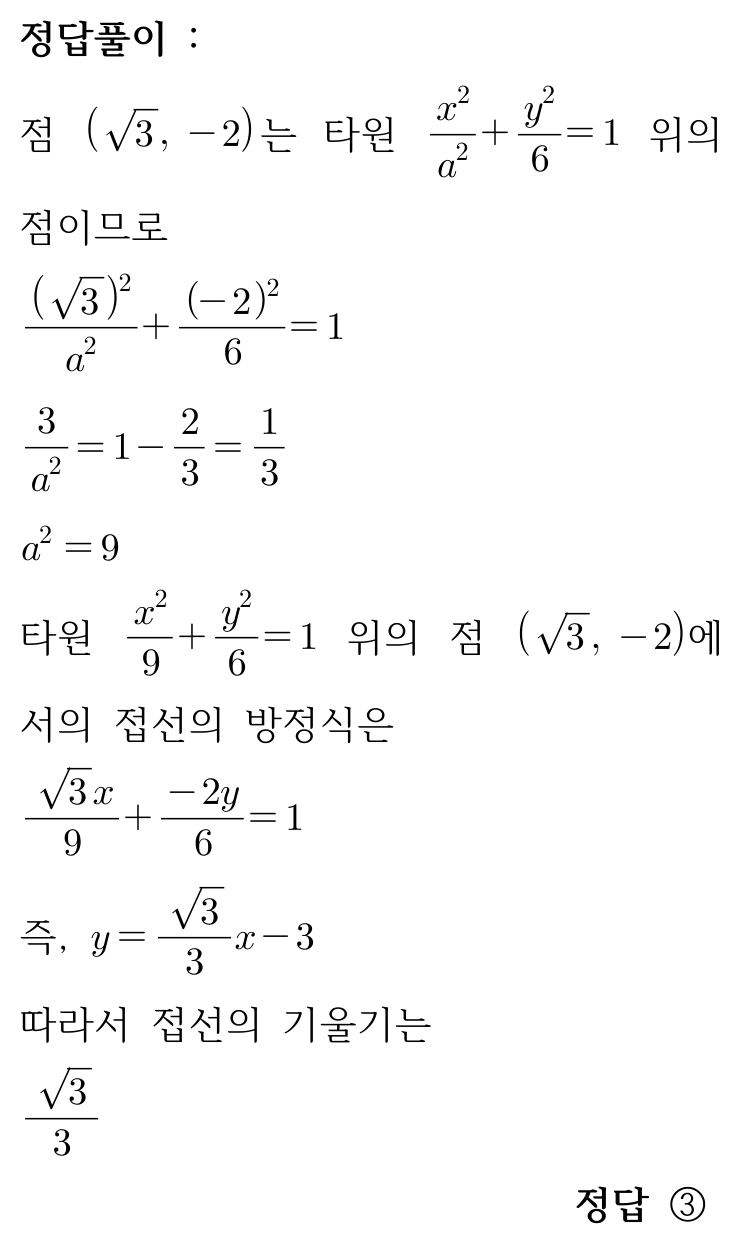 정답풀이 :
점 (√3, −2)는 타원 x²/a² + y²/6 = 1 위의
점이므로
(√3)²/a² + (−2)²/6 = 1
3/a² = 1 − 2/3 = 1/3
a² = 9
타원 x²/9 + y²/6 = 1 위의 점 (√3, −2)에
서의 접선의 방정식은
√3x/9 + −2y/6 = 1
즉, y = √3/3 x − 3
따라서 접선의 기울기는
√3/3
정답 ③